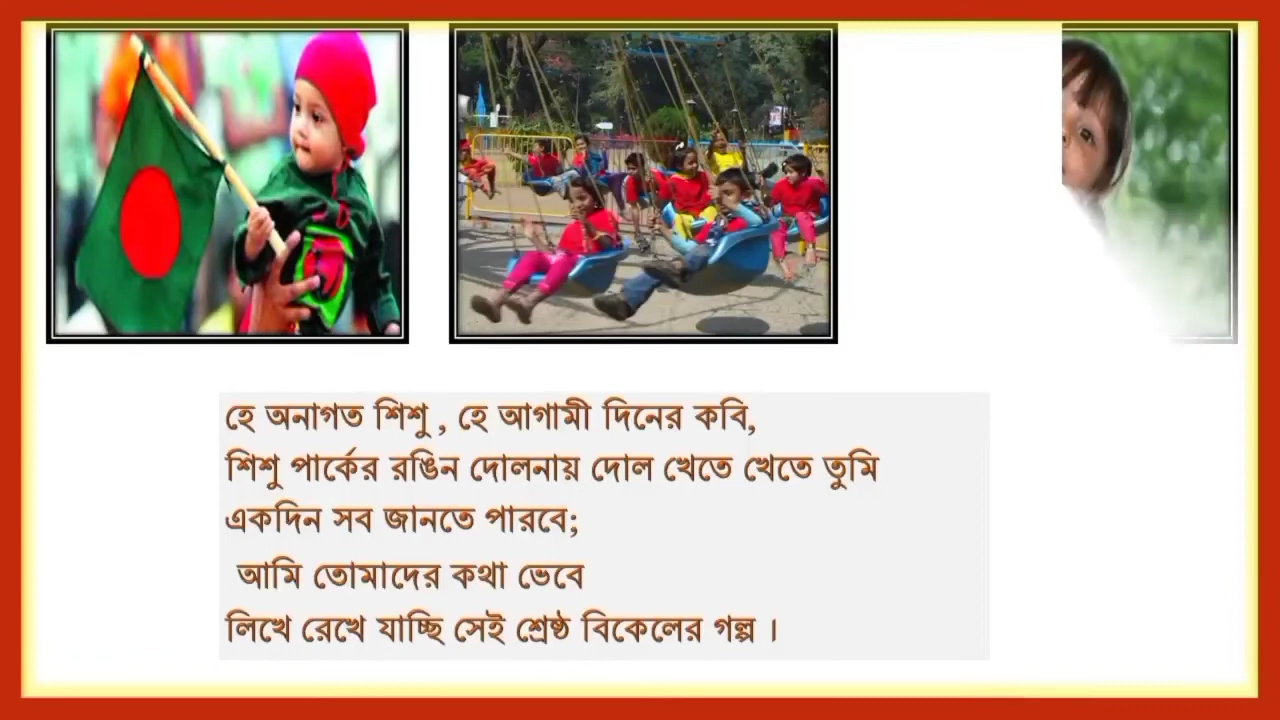 হে অনাগত শিশু , হে আগামী দিনের কবি,
শিশু পার্কের রঙিন দোলনায় দোল খেতে খেতে তুমি
একদিন সব জানতে পারবে;
আমি তোমাদের কথা ভেবে
লিখে রেখে যাচ্ছি সেই শ্রেষ্ঠ বিকেলের গল্প ।